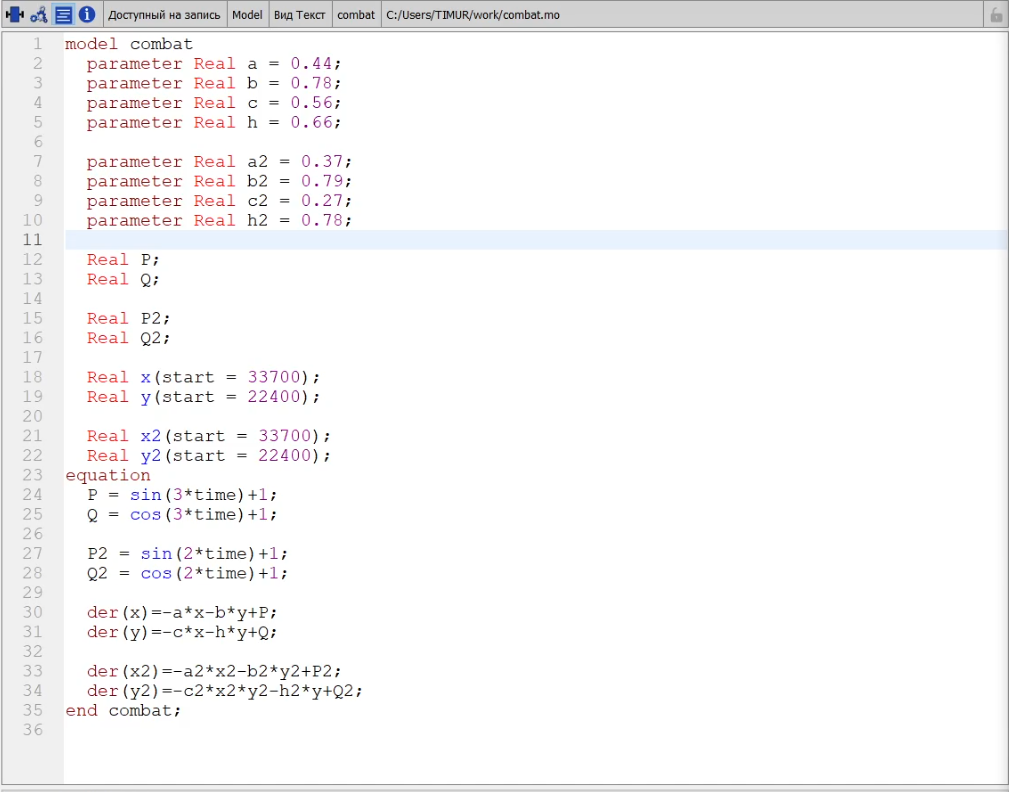 Доступный на запись Model Вид Текст combat C:/Users/TIMUR/work/combat.mo
1 model combat
2 parameter Real a = 0.44;
3 parameter Real b = 0.78;
4 parameter Real c = 0.56;
5 parameter Real h = 0.66;
6
7 parameter Real a2 = 0.37;
8 parameter Real b2 = 0.79;
9 parameter Real c2 = 0.27;
10 parameter Real h2 = 0.78;
11
12 Real P;
13 Real Q;
14
15 Real P2;
16 Real Q2;
17
18 Real x(start = 33700);
19 Real y(start = 22400);
20
21 Real x2(start = 33700);
22 Real y2(start = 22400);
23 equation
24 P = sin(3*time)+1;
25 Q = cos(3*time)+1;
26
27 P2 = sin(2*time)+1;
28 Q2 = cos(2*time)+1;
29
30 der(x)=-a*x-b*y+P;
31 der(y)=-c*x-h*y+Q;
32
33 der(x2)=-a2*x2-b2*y2+P2;
34 der(y2)=-c2*x2*y2-h2*y+Q2;
35 end combat;
36